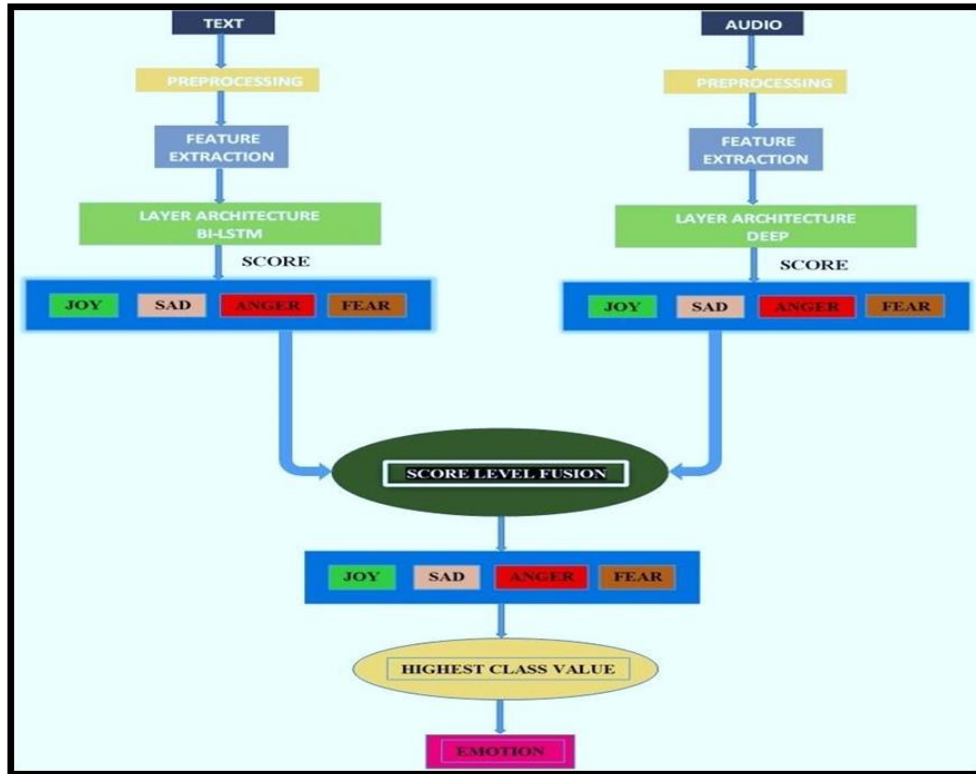 TEXT
PREPROCESSING
FEATURE
EXTRACTION
LAYER ARCHITECTURE
BI-LSTM
SCORE
JOY SAD ANGER FEAR
AUDIO
PREPROCESSING
FEATURE
EXTRACTION
LAYER ARCHITECTURE
DEEP
SCORE
JOY SAD ANGER FEAR
SCORE LEVEL FUSION
JOY SAD ANGER FEAR
HIGHEST CLASS VALUE
EMOTION